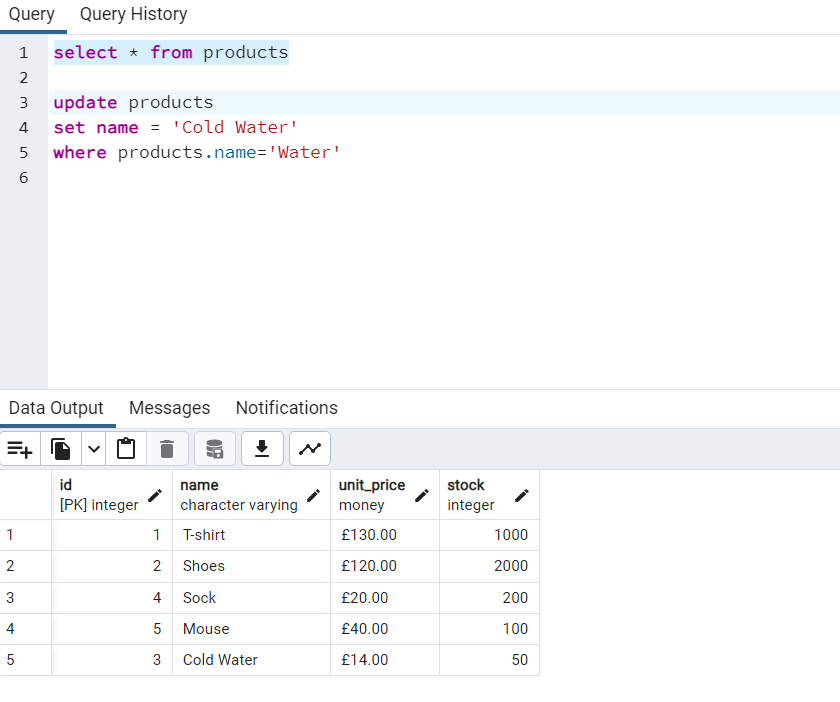 Query Query History
1 select * from products
2
3 update products
4 set name = 'Cold Water'
5 where products.name='Water'
6
Data Output Messages Notifications
id name unit_price stock
[PK] integer character varying money integer
1 1 T-shirt £130.00 1000
2 2 Shoes £120.00 2000
3 4 Sock £20.00 200
4 5 Mouse £40.00 100
5 3 Cold Water £14.00 50